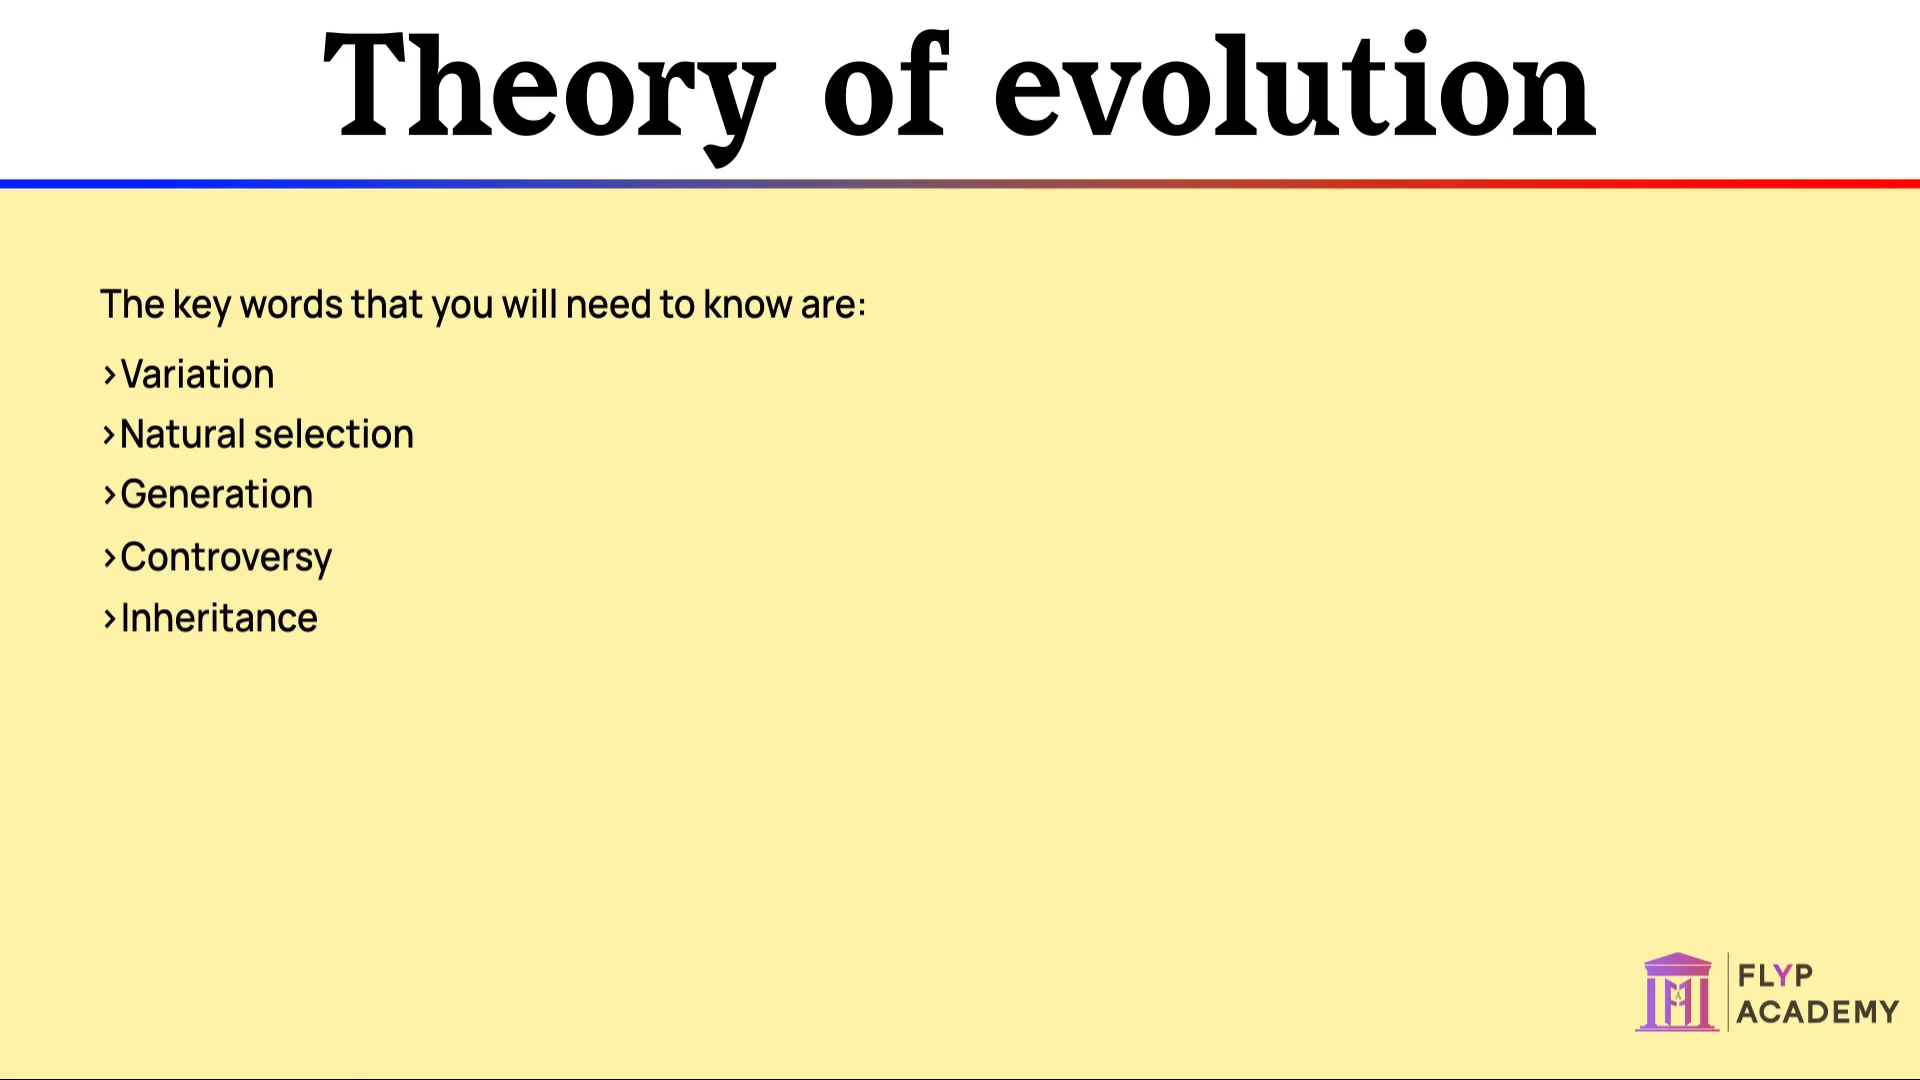 Theory of evolution
The key words that you will need to know are:
>Variation
>Natural selection
>Generation
>Controversy
>Inheritance
FLYP
ACADEMY